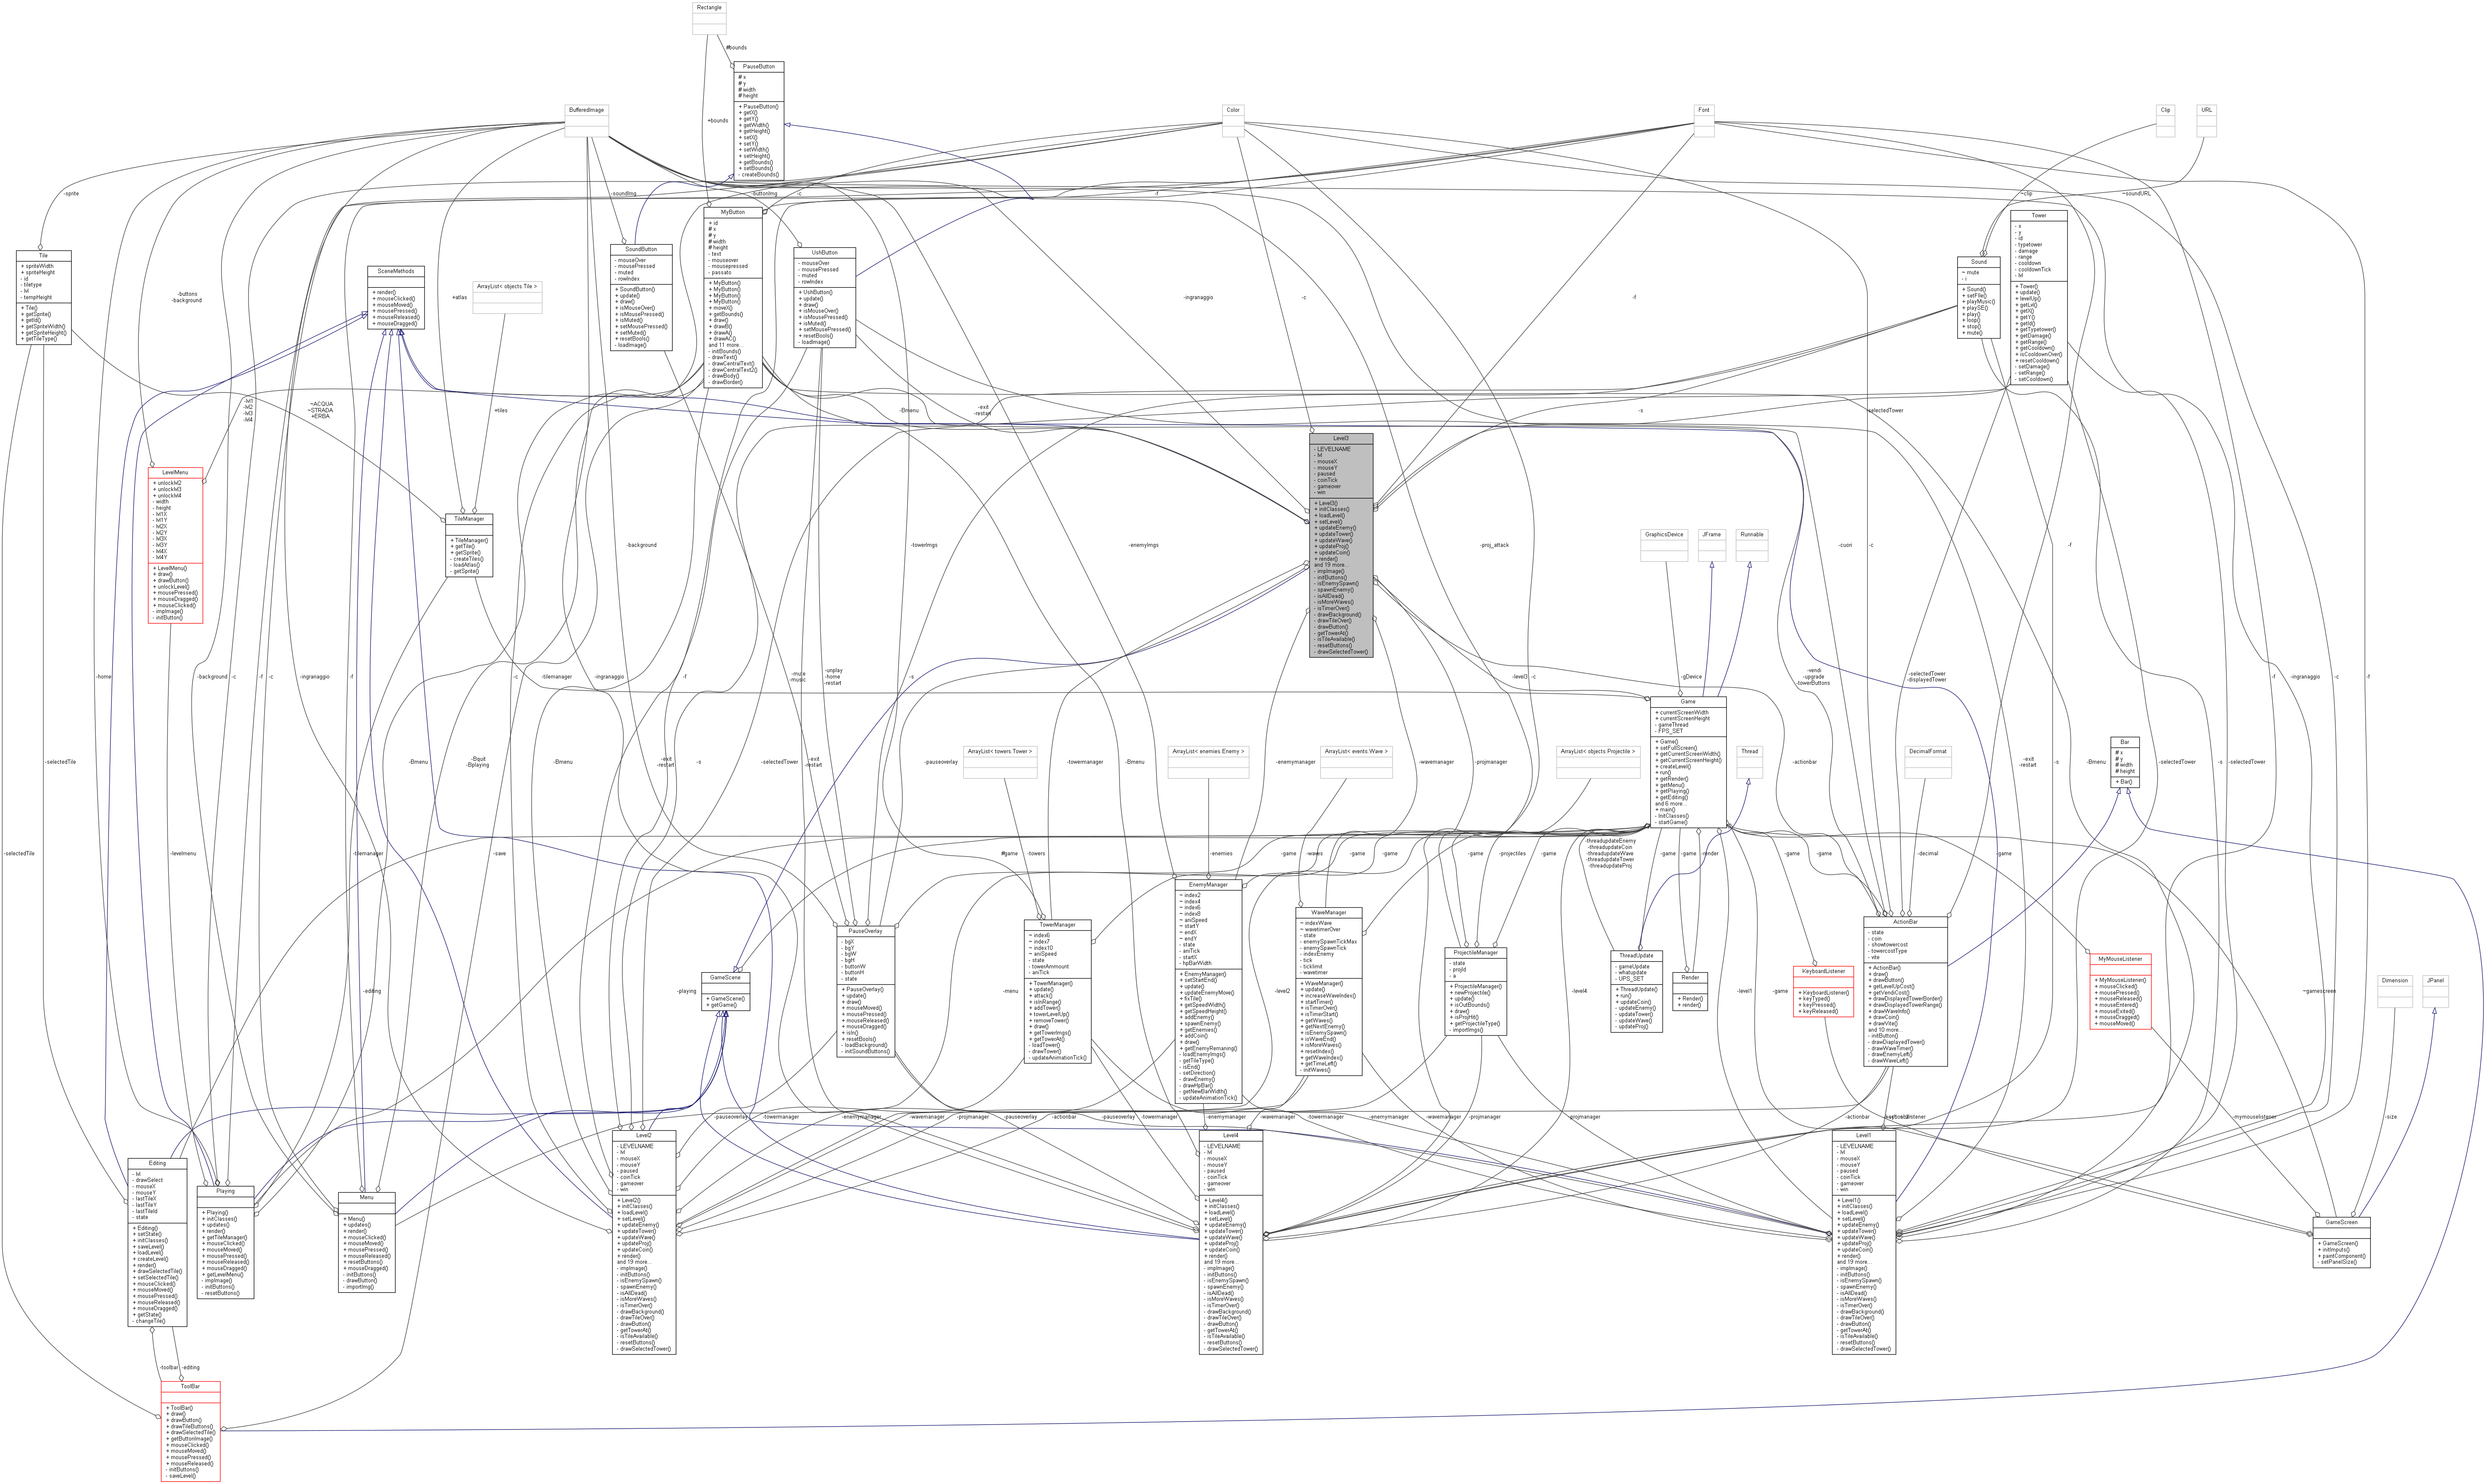 Rectangle
#bounds
PauseButton
# x
# y
# width
# height
+ PauseButton()
+ getX()
+ getY()
+ getWidth()
+ getHeight()
+ setX()
+ setY()
+ setWidth()
+ setHeight()
+ getBounds()
+ setBounds()
- createBounds()
BufferedImage
Color
Font
Clip
URL
+bounds
-sprite
-soundImg
-buttonImg
-c
-f
~clip
~soundURL
Tile
+ spriteWidth
+ spriteHeight
- id
- tiletype
- lvl
- tempHeight
+ Tile()
+ getSprite()
+ getId()
+ getSpriteWidth()
+ getSpriteHeight()
+ getTileType()
SceneMethods
+ render()
+ mouseClicked()
+ mouseMoved()
+ mousePressed()
+ mouseReleased()
+ mouseDragged()
ArrayList< objects.Tile >
SoundButton
- mouseOver
- mousePressed
- muted
- rowIndex
+ SoundButton()
+ update()
+ draw()
+ isMouseOver()
+ isMousePressed()
+ isMuted()
+ setMousePressed()
+ setMuted()
+ resetBools()
- loadImage()
MyButton
+ id
# x
# y
# width
# height
- text
- mouseover
- mousepressed
- passato
+ MyButton()
+ MyButton()
+ MyButton()
+ MyButton()
+ move()
+ getBounds()
+ draw()
+ drawB()
+ drawA()
+ drawAC()
and 11 more...
- initBounds()
- drawText()
- drawCentralText()
- drawCentralText2()
- drawBody()
- drawBorder()
UshButton
- mouseOver
- mousePressed
- muted
- rowIndex
+ UshButton()
+ update()
+ draw()
+ isMouseOver()
+ isMousePressed()
+ isMuted()
+ setMousePressed()
+ resetBools()
- loadImage()
Sound
~ mute
- i
+ Sound()
+ setFile()
+ playMusic()
+ playSE()
+ play()
+ loop()
+ stop()
+ mute()
Tower
- x
- y
- id
- typetower
- damage
- range
- cooldown
- cooldownTick
- lvl
+ Tower()
+ update()
+ levelUp()
+ getLvl()
+ getX()
+ getY()
+ getId()
+ getTypetower()
+ getDamage()
+ getRange()
+ getCooldown()
+ isCooldownOver()
+ resetCooldown()
- setDamage()
- setRange()
- setCooldown()
-buttons
-background
+atlas
-ingranaggio
-c
-f
-lvl1
-lvl2
-lvl3
-lvl4
~ACQUA
~STRADA
+ERBA
+tiles
-Bmenu
-exit
-restart
-s
-selectedTower
LevelMenu
+ unlocklvl2
+ unlocklvl3
+ unlocklvl4
- width
- height
- lvl1X
- lvl1Y
- lvl2X
- lvl2Y
- lvl3X
- lvl3Y
- lvl4X
- lvl4Y
+ LevelMenu()
+ draw()
+ drawButton()
+ unlockLevel()
+ mousePressed()
+ mouseDragged()
+ mouseClicked()
- impImage()
- initButton()
TileManager
+ TileManager()
+ getTile()
+ getSprite()
- createTiles()
- loadAtlas()
- getSprite()
Level3
- LEVELNAME
- lvl
- mouseX
- mouseY
- paused
- coinTick
- gameover
- win
+ Level3()
+ initClasses()
+ loadLevel()
+ setLevel()
+ updateEnemy()
+ updateTower()
+ updateWave()
+ updateProj()
+ updateCoin()
+ render()
and 19 more...
- impImage()
- initButtons()
- isEnemySpawn()
- spawnEnemy()
- isAllDead()
- isMoreWaves()
- isTimerOver()
- drawBackground()
- drawTileOver()
- drawButton()
- getTowerAt()
- isTileAvailable()
- resetButtons()
- drawSelectedTower()
-background
-towerImgs
-enemyImgs
-proj_attack
-cuori
-c
-f
GraphicsDevice
JFrame
Runnable
-home
-background
-c
-f
-c
-ingranaggio
-f
-tilemanager
-c
-ingranaggio
-f
-mute
-music
-unplay
-home
-restart
-s
-level3
-c
-gDevice
-vendi
-upgrade
-towerButtons
-selectedTower
-displayedTower
-f
-ingranaggio
-c
-f
Game
+ currentScreenWidth
+ currentScreenHeight
- gameThread
- FPS_SET
+ Game()
+ setFullScreen()
+ getCurrentScreenWidth()
+ getCurrentScreenHeight()
+ createLevel()
+ run()
+ getRender()
+ getMenu()
+ getPlaying()
+ getEditing()
and 6 more...
+ main()
- InitClasses()
- startGame()
ArrayList< towers.Tower >
ArrayList< enemies.Enemy >
ArrayList< events.Wave >
ArrayList< objects.Projectile >
Thread
DecimalFormat
Bar
# x
# y
# width
# height
+ Bar()
-selectedTile
-Bmenu
-Bquit
-Bplaying
-Bmenu
-exit
-restart
-s
-selectedTower
-exit
-restart
-pauseoverlay
-towermanager
-Bmenu
-enemymanager
-wavemanager
-projmanager
-actionbar
-exit
-restart
-s
-Bmenu
-selectedTower
-s
-selectedTower
-selectedTile
-levelmenu
-tilemanager
-save
#game
-towers
-game
-enemies
-waves
-game
-game
-game
-projectiles
-game
-threadupdateEnemy
-threadupdateCoin
-threadupdateWave
-threadupdateTower
-threadupdateProj
-game
-game
-render
-game
-game
-decimal
-game
PauseOverlay
- bgX
- bgY
- bgW
- bgH
- buttonW
- buttonH
- state
+ PauseOverlay()
+ update()
+ draw()
+ mouseMoved()
+ mousePressed()
+ mouseReleased()
+ mouseDragged()
+ isIn()
+ resetBools()
- loadBackground()
- initSoundButtons()
TowerManager
~ index6
~ index7
~ index10
~ aniSpeed
- state
- towerAmmount
- aniTick
+ TowerManager()
+ update()
+ attack()
+ isInRange()
+ addTower()
+ towerLevelUp()
+ removeTower()
+ draw()
+ getTowerImgs()
+ getTowerAt()
- loadTower()
- drawTower()
- updateAnimationTick()
EnemyManager
~ index2
~ index4
~ index6
~ index8
~ aniSpeed
~ startY
~ endX
~ endY
- state
- aniTick
- startX
- hpBarWidth
+ EnemyManager()
+ setStartEnd()
+ update()
+ updateEnemyMove()
+ fixTile()
+ getSpeedWidth()
+ getSpeedHeight()
+ addEnemy()
+ spawnEnemy()
+ getEnemies()
+ addCoin()
+ draw()
+ getEnemyRemaning()
- loadEnemyImgs()
- getTileType()
- isEnd()
- setDirection()
- drawEnemy()
- drawHpBar()
- getNewBarWidth()
- updateAnimationTick()
WaveManager
~ indexWave
~ wavetimerOver
- state
- enemySpawnTickMax
- enemySpawnTick
- indexEnemy
- tick
- ticklimit
- wavetimer
+ WaveManager()
+ update()
+ increaseWaveIndex()
+ startTimer()
+ isTimerOver()
+ isTimerStart()
+ getWaves()
+ getNextEnemy()
+ isEnemySpawn()
+ isWaveEnd()
+ isMoreWaves()
+ resetIndex()
+ getWaveIndex()
+ getTimeLeft()
- initWaves()
ProjectileManager
- state
- projId
- a
+ ProjectileManager()
+ newProjectile()
+ update()
+ isOutBounds()
+ draw()
+ isProjHit()
+ getProjectileType()
- importImgs()
ThreadUpdate
- gameUpdate
- whatupdate
- UPS_SET
+ ThreadUpdate()
+ run()
+ updateCoin()
+ updateEnemy()
+ updateTower()
+ updateWave()
+ updateProj()
Render
+ Render()
+ render()
KeyboardListener
+ KeyboardListener()
+ keyTyped()
+ keyPressed()
+ keyReleased()
ActionBar
- state
- coin
- showtowercost
- towercostType
- vite
+ ActionBar()
+ draw()
+ drawButton()
+ getLevelUpCost()
+ getVendiCost()
+ drawDisplayedTowerBorder()
+ drawDisplayedTowerRange()
+ drawWaveInfo()
+ drawCoin()
+ drawVite()
and 10 more...
- initButton()
- drawDisplayedTower()
- drawWaveTimer()
- drawEnemyLeft()
- drawWaveLeft()
MyMouseListener
+ MyMouseListener()
+ mouseClicked()
+ mousePressed()
+ mouseReleased()
+ mouseEntered()
+ mouseExited()
+ mouseDragged()
+ mouseMoved()
Dimension
JPanel
GameScene
+ GameScene()
+ getGame()
-editing
-playing
-menu
-level2
-level4
-level1
-game
~gamescreen
-pauseoverlay
-towermanager
-enemymanager
-wavemanager
-projmanager
-pauseoverlay
-actionbar
-pauseoverlay
-towermanager
-enemymanager
-wavemanager
-towermanager
-enemymanager
-wavemanager
-projmanager
-projmanager
-actionbar
-mymouselistener
-size
Editing
- lvl
- drawSelect
- mouseX
- mouseY
- lastTileX
- lastTileY
- lastTileId
- state
+ Editing()
+ setState()
+ initClasses()
+ saveLevel()
+ loadLevel()
+ createLevel()
+ render()
+ drawSelectedTile()
+ setSelectedTile()
+ mouseClicked()
+ mouseMoved()
+ mousePressed()
+ mouseReleased()
+ mouseDragged()
+ getState()
- changeTile()
Playing
+ Playing()
+ initClasses()
+ updates()
+ render()
+ getTileManager()
+ mouseClicked()
+ mouseMoved()
+ mousePressed()
+ mouseReleased()
+ mouseDragged()
+ getLevelMenu()
- impImage()
- initButtons()
- resetButtons()
Menu
+ Menu()
+ updates()
+ render()
+ mouseClicked()
+ mouseMoved()
+ mousePressed()
+ mouseReleased()
+ resetButtons()
+ mouseDragged()
- initButtons()
- drawButton()
- importImg()
Level2
- LEVELNAME
- lvl
- mouseX
- mouseY
- paused
- coinTick
- gameover
- win
+ Level2()
+ initClasses()
+ loadLevel()
+ setLevel()
+ updateEnemy()
+ updateTower()
+ updateWave()
+ updateProj()
+ updateCoin()
+ render()
and 19 more...
- impImage()
- initButtons()
- isEnemySpawn()
- spawnEnemy()
- isAllDead()
- isMoreWaves()
- isTimerOver()
- drawBackground()
- drawTileOver()
- drawButton()
- getTowerAt()
- isTileAvailable()
- resetButtons()
- drawSelectedTower()
Level4
- LEVELNAME
- lvl
- mouseX
- mouseY
- paused
- coinTick
- gameover
- win
+ Level4()
+ initClasses()
+ loadLevel()
+ setLevel()
+ updateEnemy()
+ updateTower()
+ updateWave()
+ updateProj()
+ updateCoin()
+ render()
and 19 more...
- impImage()
- initButtons()
- isEnemySpawn()
- spawnEnemy()
- isAllDead()
- isMoreWaves()
- isTimerOver()
- drawBackground()
- drawTileOver()
- drawButton()
- getTowerAt()
- isTileAvailable()
- resetButtons()
- drawSelectedTower()
Level1
- LEVELNAME
- lvl
- mouseX
- mouseY
- paused
- coinTick
- gameover
- win
+ Level1()
+ initClasses()
+ loadLevel()
+ setLevel()
+ updateEnemy()
+ updateTower()
+ updateWave()
+ updateProj()
+ updateCoin()
+ render()
and 19 more...
- impImage()
- initButtons()
- isEnemySpawn()
- spawnEnemy()
- isAllDead()
- isMoreWaves()
- isTimerOver()
- drawBackground()
- drawTileOver()
- drawButton()
- getTowerAt()
- isTileAvailable()
- resetButtons()
- drawSelectedTower()
GameScreen
+ GameScreen()
+ initInputs()
+ paintComponent()
- setPanelSize()
-toolbar
-editing
ToolBar
+ ToolBar()
+ draw()
+ drawButton()
+ drawTileButtons()
+ drawSelectedTile()
+ getButtonImage()
+ mouseClicked()
+ mouseMoved()
+ mousePressed()
+ mouseReleased()
- initButtons()
- saveLevel()